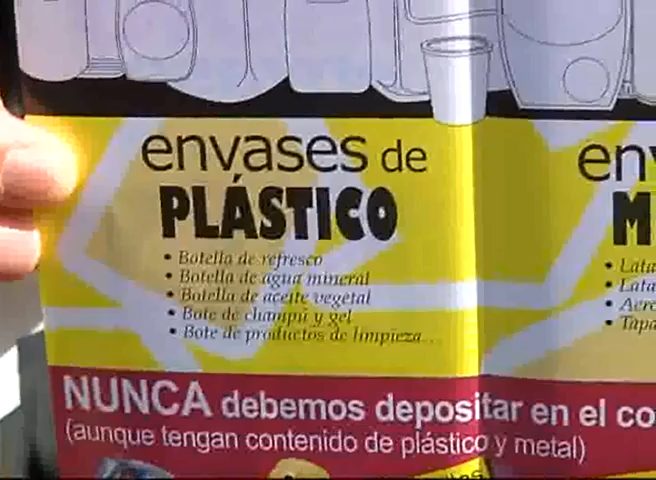 envases de
PLÁSTICO
• Botella de refresco
• Botella de agua mineral
• Botella de aceite vegetal
• Bote de champú y gel
• Bote de productos de limpieza...
env
M
• Lata
• Lata
• Aero
• Tapa
NUNCA debemos depositar en el co
(aunque tengan contenido de plástico y metal)